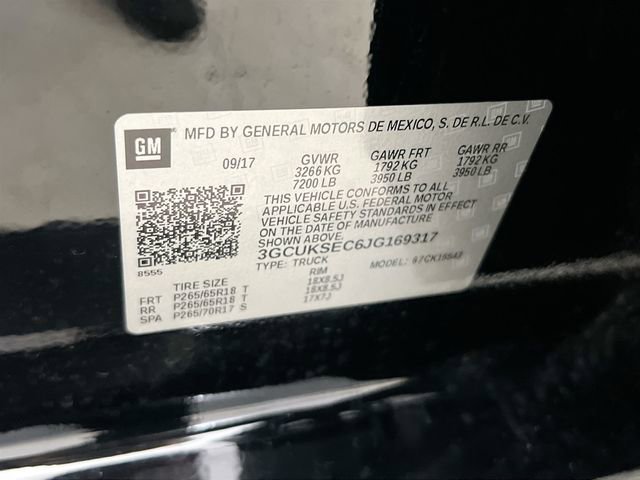 GM
MFD BY GENERAL MOTORS DE MEXICO, S. DE R.L. DE C.V.
09/17 GVWR GAWR FRT GAWR RR
3266 KG 1792 KG 1792 KG
7200 LB 3950 LB 3950 LB
THIS VEHICLE CONFORMS TO ALL
APPLICABLE U.S. FEDERAL MOTOR
VEHICLE SAFETY STANDARDS IN EFFECT
ON THE DATE OF MANUFACTURE
3GCUKSEC6JG169317
8555
TYPE: TRUCK MODEL:
TIRE SIZE RIM
FRT P265/65R18 T 18X8.5J
RR P265/65R18 T 18X8.5J
SPA P265/70R17 S 17X7J